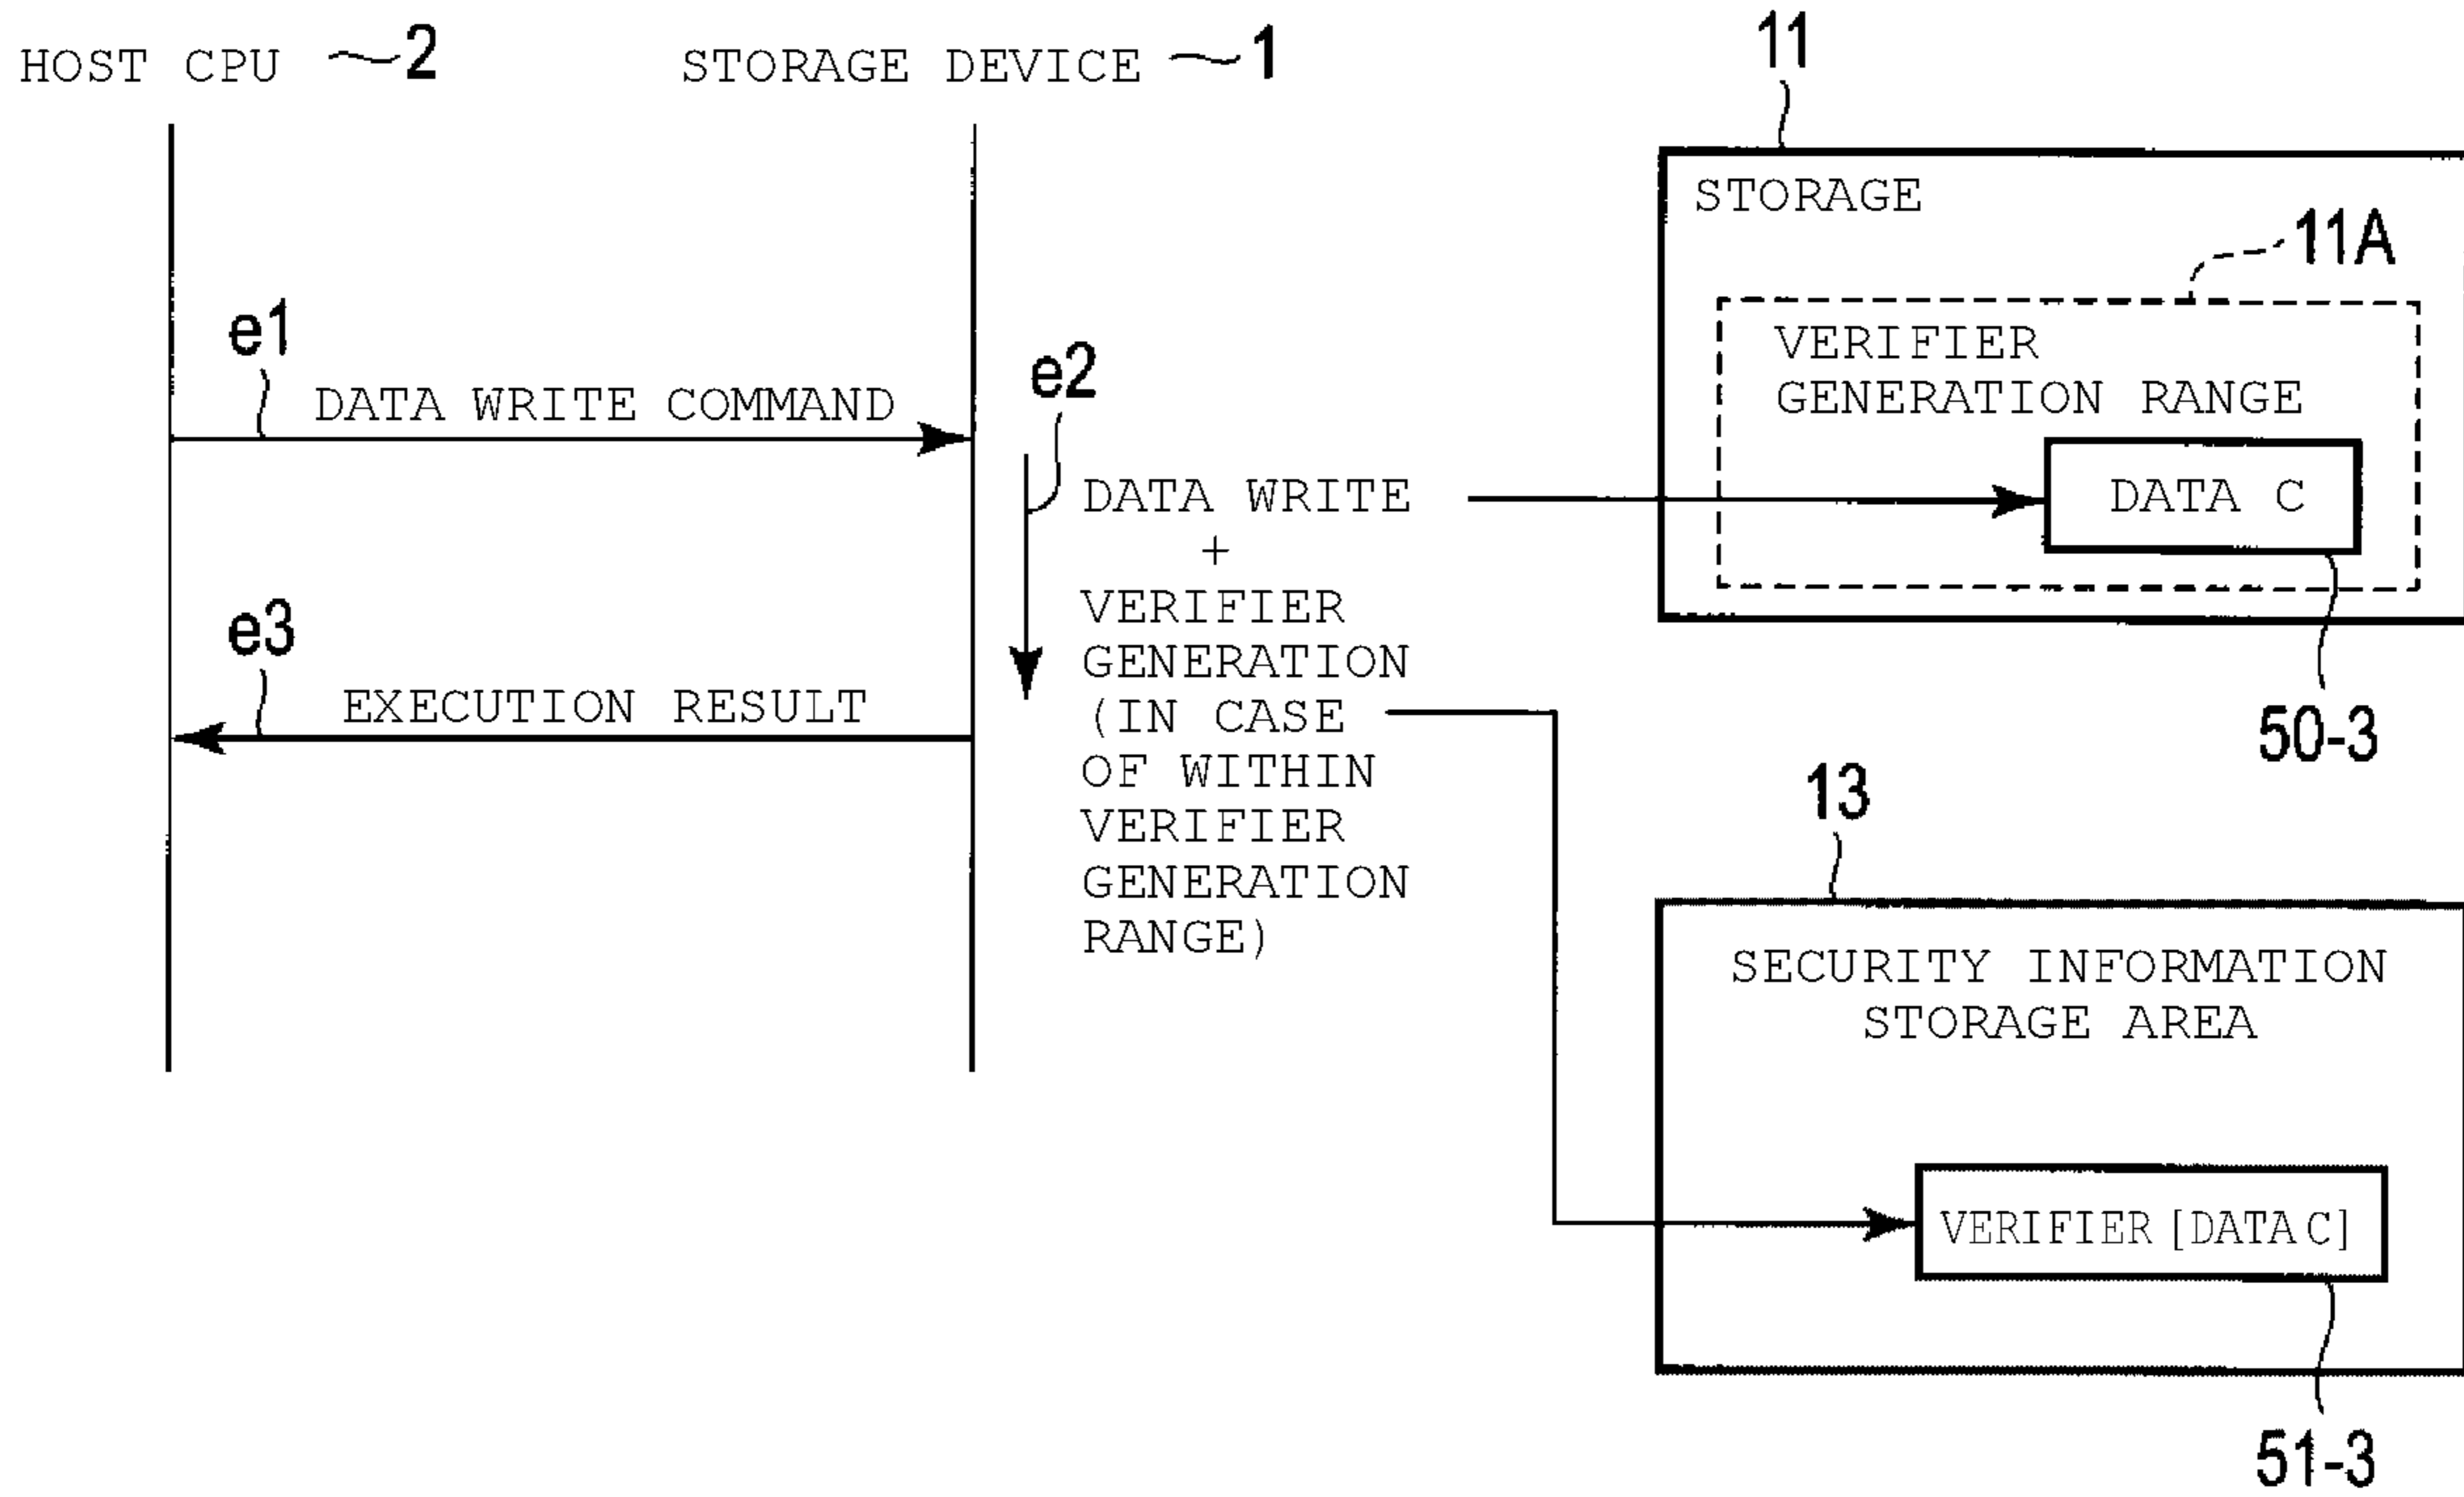 HOST CPU ~2
STORAGE DEVICE ~1
11
STORAGE
11A
VERIFIER
GENERATION RANGE
DATA C
50-3
e1
DATA WRITE COMMAND
e2
DATA WRITE
+
VERIFIER
GENERATION
(IN CASE
OF WITHIN
VERIFIER
GENERATION
RANGE)
e3
EXECUTION RESULT
13
SECURITY INFORMATION
STORAGE AREA
VERIFIER [DATA C]
51-3